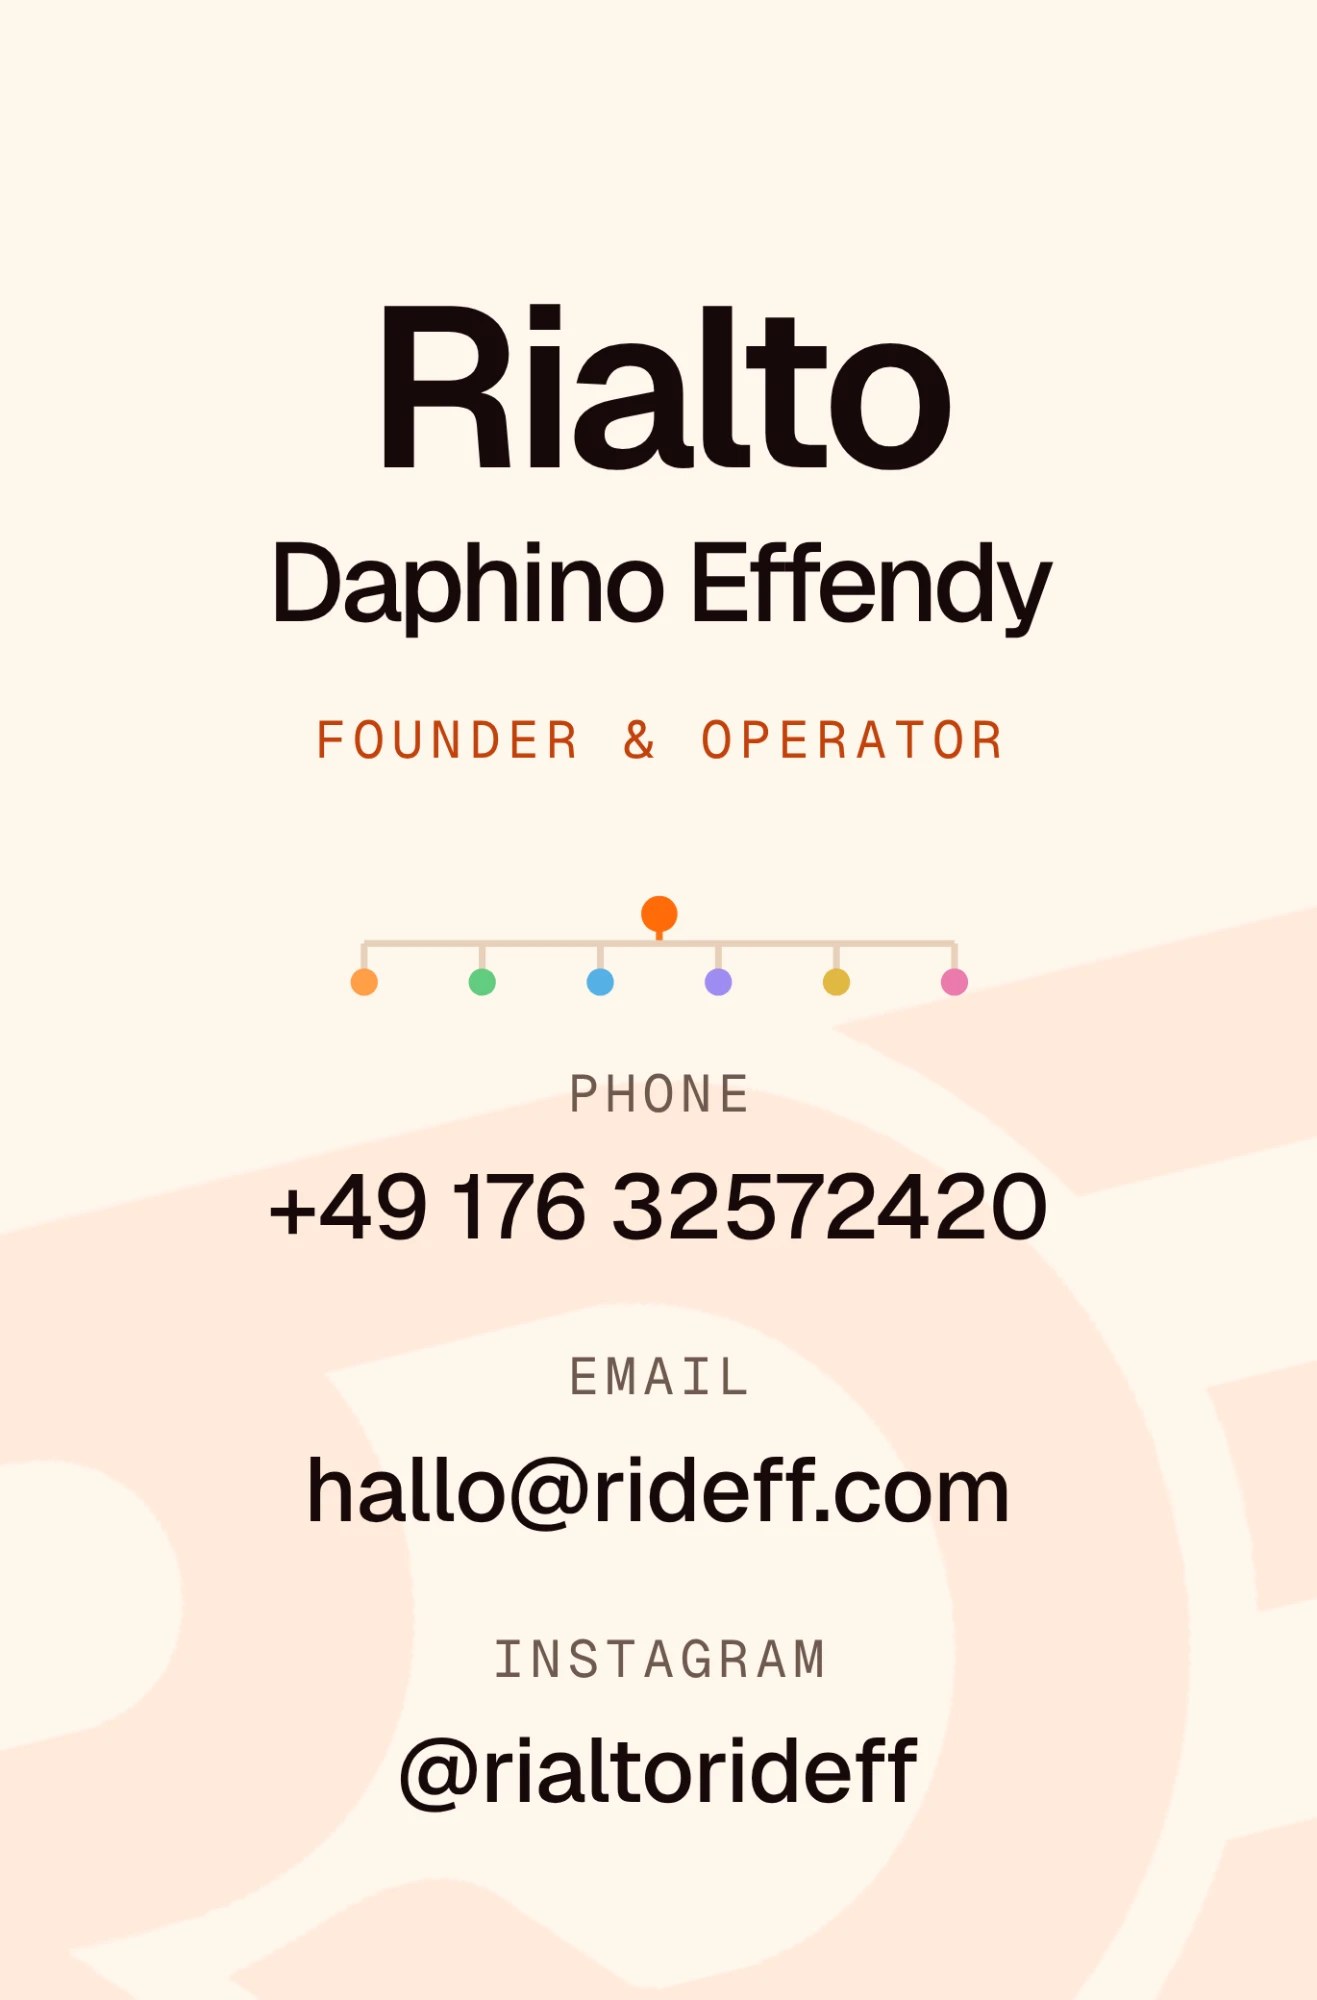 Rialto
Daphino Effendy
FOUNDER & OPERATOR
PHONE
+49 176 32572420
EMAIL
hallo@rideff.com
INSTAGRAM
@rialtorideff